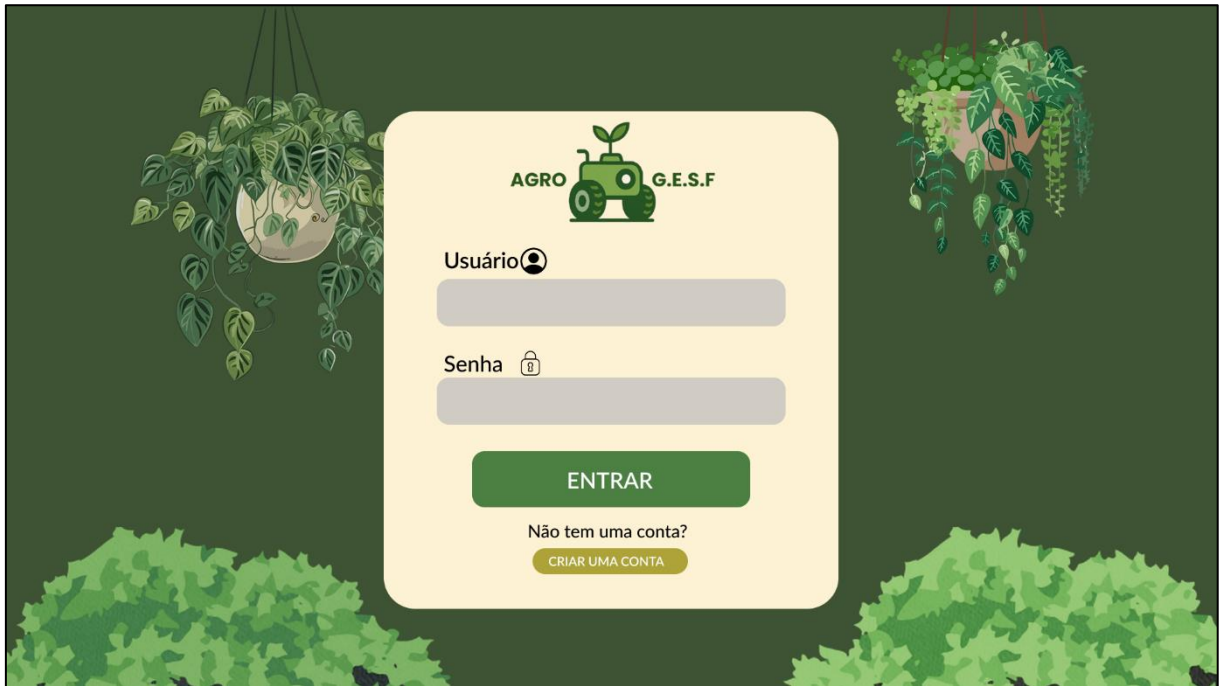 AGRO G.E.S.F
Usuário
Senha
ENTRAR
Não tem uma conta?
CRIAR UMA CONTA